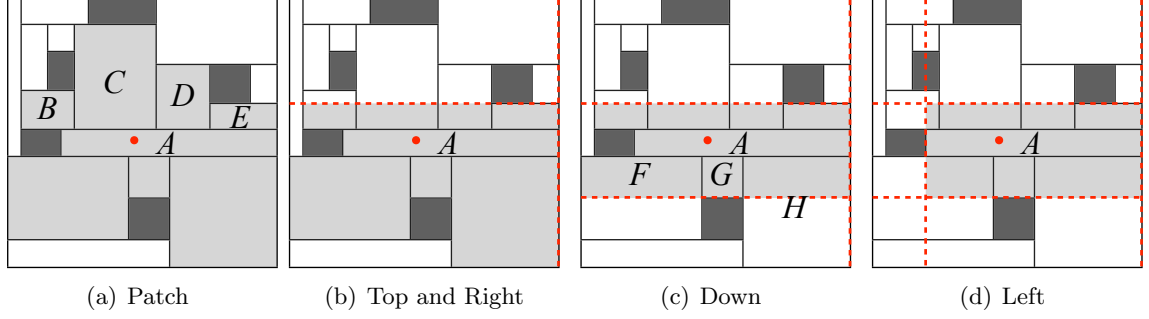 C
D
B
E
A
A
A
F
G
H
A
(a) Patch
(b) Top and Right
(c) Down
(d) Left